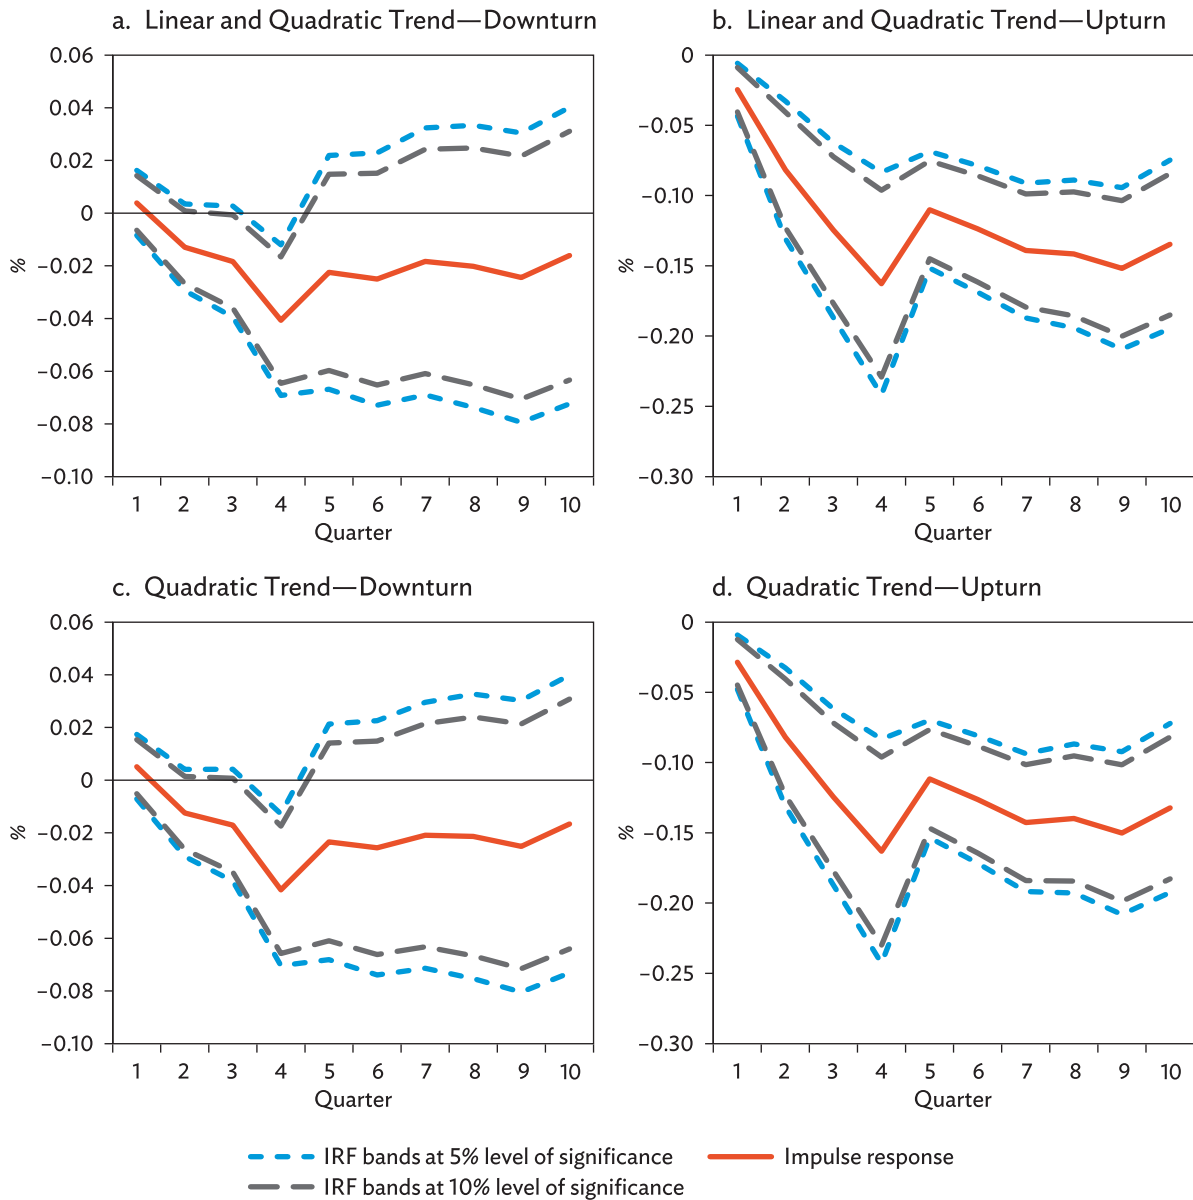 a. Linear and Quadratic Trend—Downturn
0.06
0.04
0.02
0
−0.02
−0.04
−0.06
−0.08
−0.10
%
1 2 3 4 5 6 7 8 9 10
Quarter
b. Linear and Quadratic Trend—Upturn
0
−0.05
−0.10
−0.15
−0.20
−0.25
−0.30
%
1 2 3 4 5 6 7 8 9 10
Quarter
c. Quadratic Trend—Downturn
0.06
0.04
0.02
0
−0.02
−0.04
−0.06
−0.08
−0.10
%
1 2 3 4 5 6 7 8 9 10
Quarter
d. Quadratic Trend—Upturn
0
−0.05
−0.10
−0.15
−0.20
−0.25
−0.30
%
1 2 3 4 5 6 7 8 9 10
Quarter
IRF bands at 5% level of significance
Impulse response
IRF bands at 10% level of significance